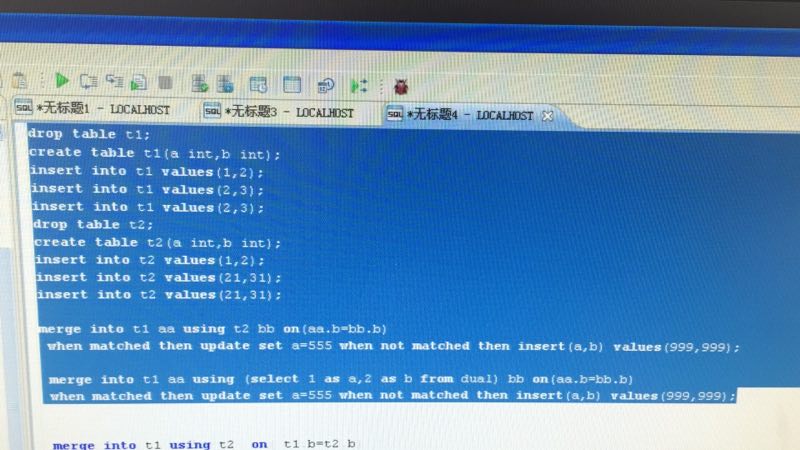 *无标题1 - LOCALHOST *无标题3 - LOCALHOST *无标题4 - LOCALHOST
drop table t1;
create table t1(a int,b int);
insert into t1 values(1,2);
insert into t1 values(2,3);
insert into t1 values(2,3);
drop table t2;
create table t2(a int,b int);
insert into t2 values(1,2);
insert into t2 values(21,31);
insert into t2 values(21,31);
merge into t1 aa using t2 bb on(aa.b=bb.b)
when matched then update set a=555 when not matched then insert(a,b) values(999,999);
merge into t1 aa using (select 1 as a,2 as b from dual) bb on(aa.b=bb.b)
when matched then update set a=555 when not matched then insert(a,b) values(999,999);
merge into t1 using t2 on t1.b=t2.b